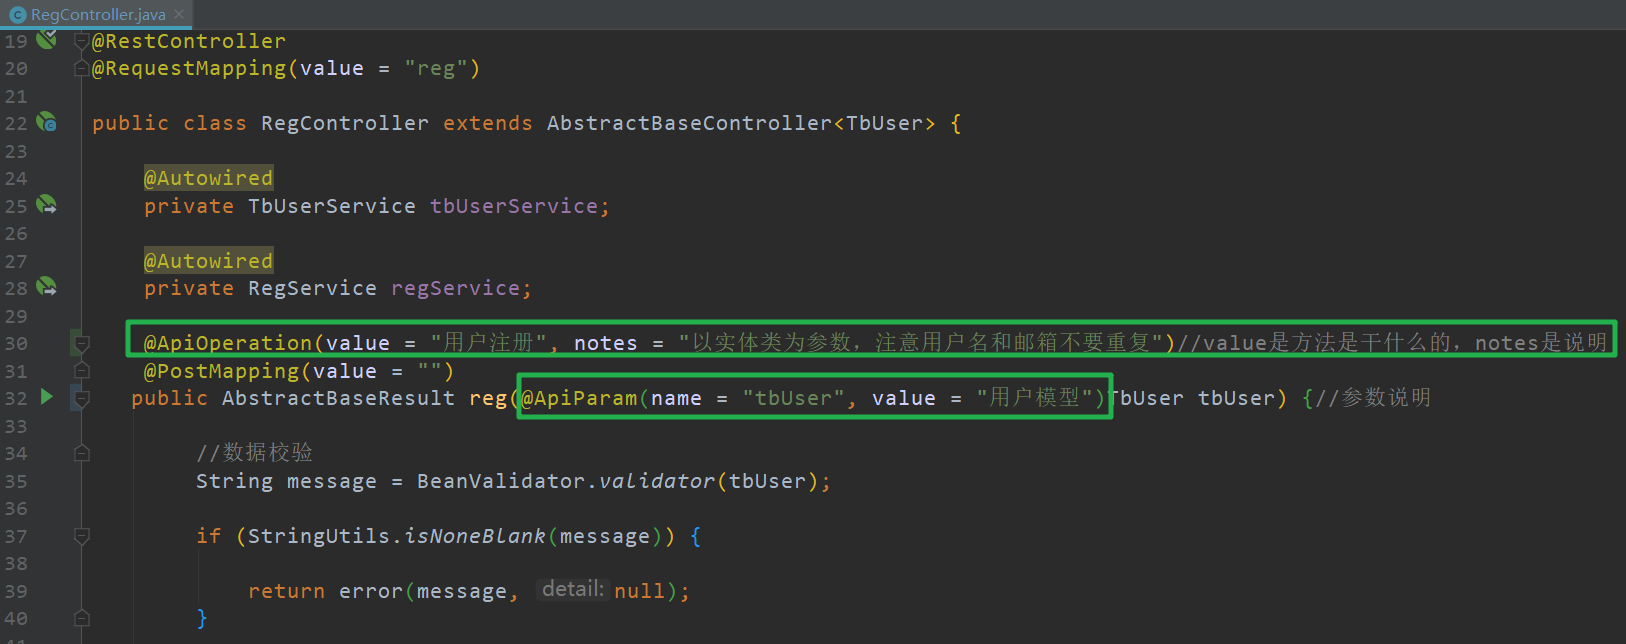 RegController.java
19 @RestController
20 @RequestMapping(value = "reg")
21
22 public class RegController extends AbstractBaseController<TbUser> {
23
24 @Autowired
25 private TbUserService tbUserService;
26
27 @Autowired
28 private RegService regService;
29
30 @ApiOperation(value = "用户注册", notes = "以实体类为参数，注意用户名和邮箱不要重复")//value是方法是干什么的，notes是说明
31 @PostMapping(value = "")
32 public AbstractBaseResult reg(@ApiParam(name = "tbUser", value = "用户模型")TbUser tbUser) {//参数说明
33
34 //数据校验
35 String message = BeanValidator.validator(tbUser);
36
37 if (StringUtils.isNoneBlank(message)) {
38
39 return error(message, detail: null);
40 }